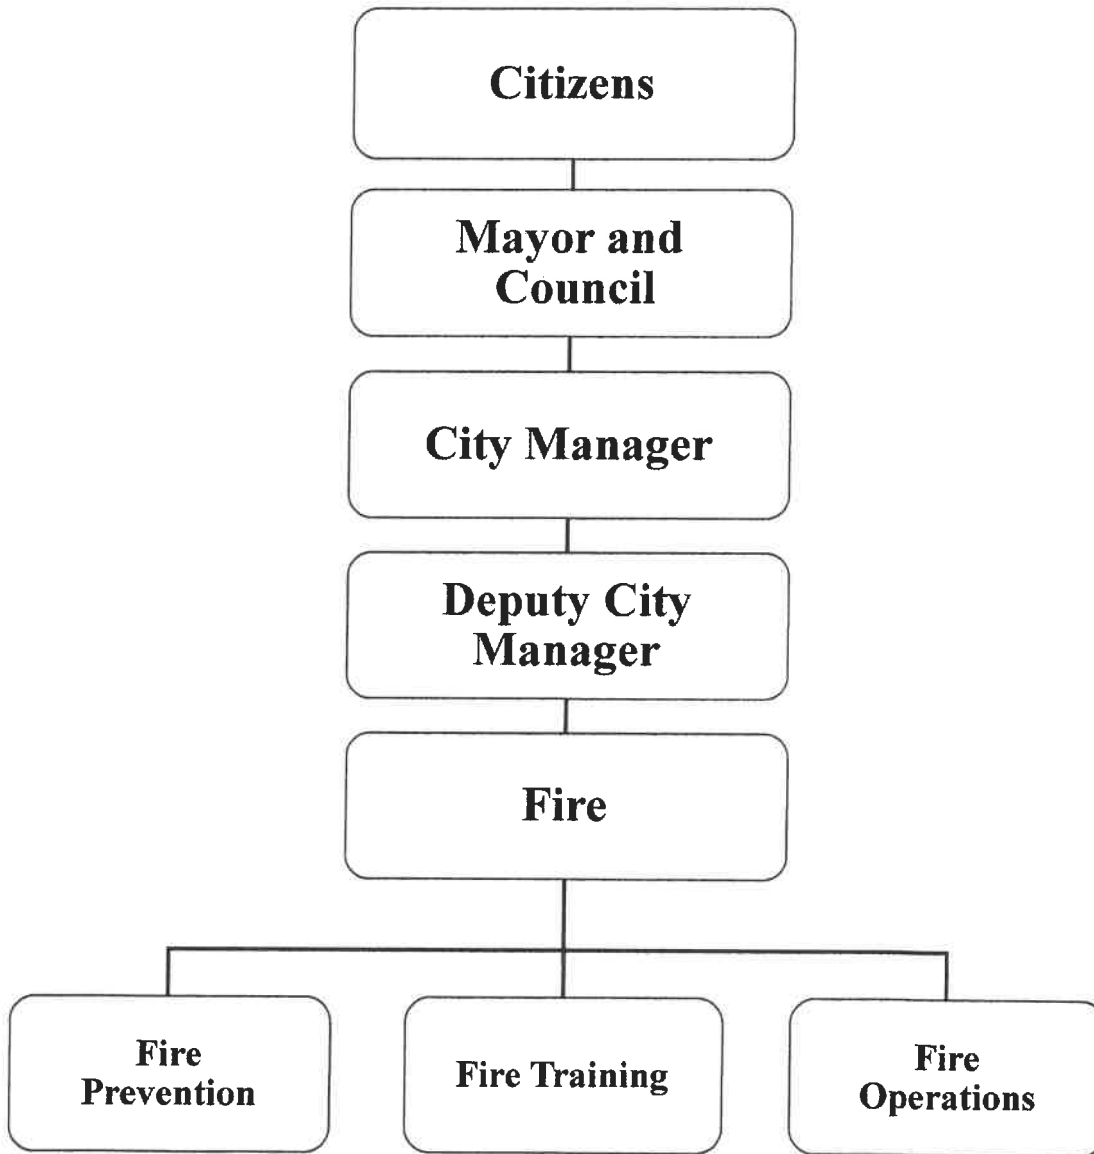 Citizens
Mayor and
Council
City Manager
Deputy City
Manager
Fire
Fire
Prevention
Fire Training
Fire
Operations